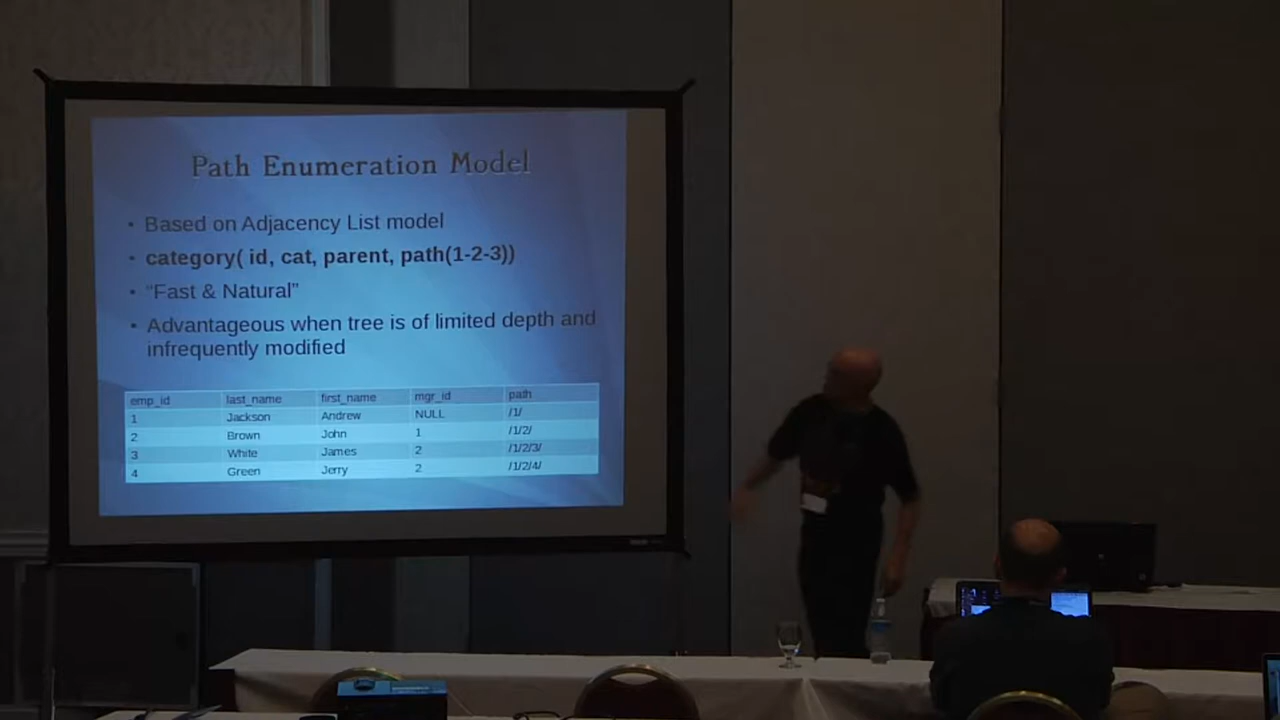 Path Enumeration Model
• Based on Adjacency List model
• category( id, cat, parent, path(1-2-3))
• “Fast & Natural”
• Advantageous when tree is of limited depth and
infrequently modified
emp_id last_name first_name mgr_id path
1 Jackson Andrew NULL /1/
2 Brown John 1 /1/2/
3 White James 2 /1/2/3/
4 Green Jerry 2 /1/2/4/